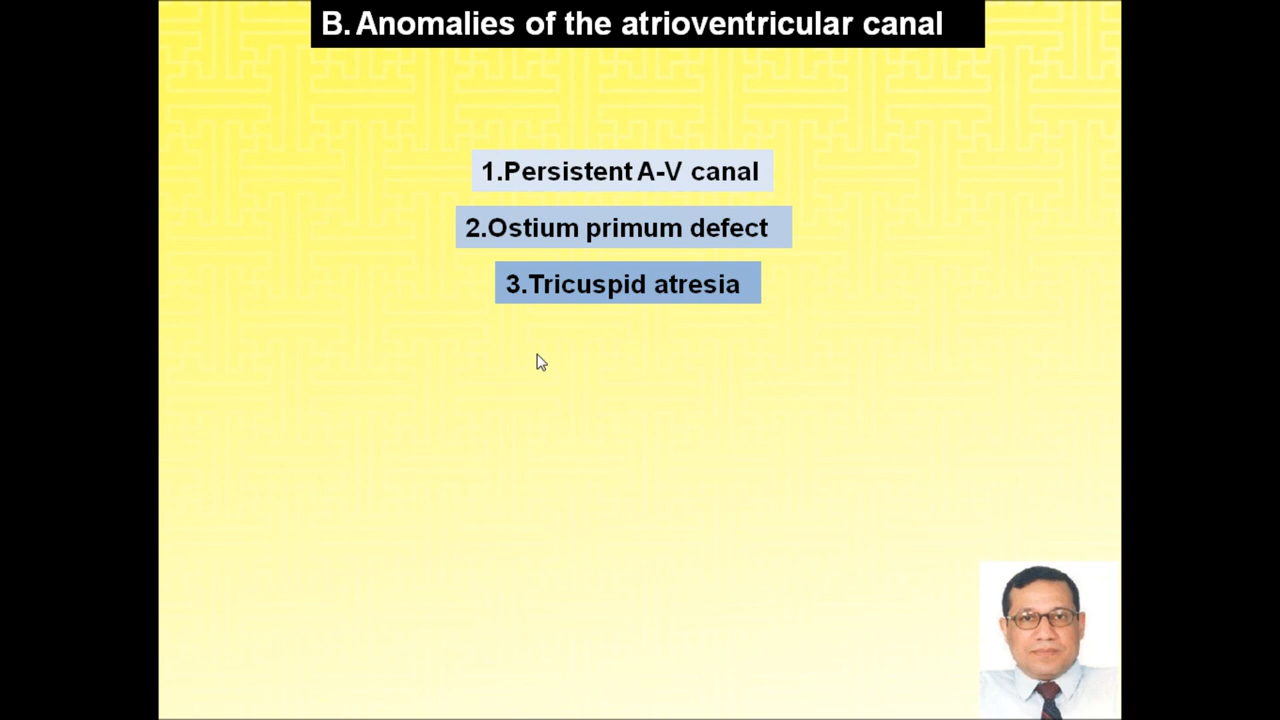 B. Anomalies of the atrioventricular canal
1.Persistent A-V canal
2.Ostium primum defect
3.Tricuspid atresia